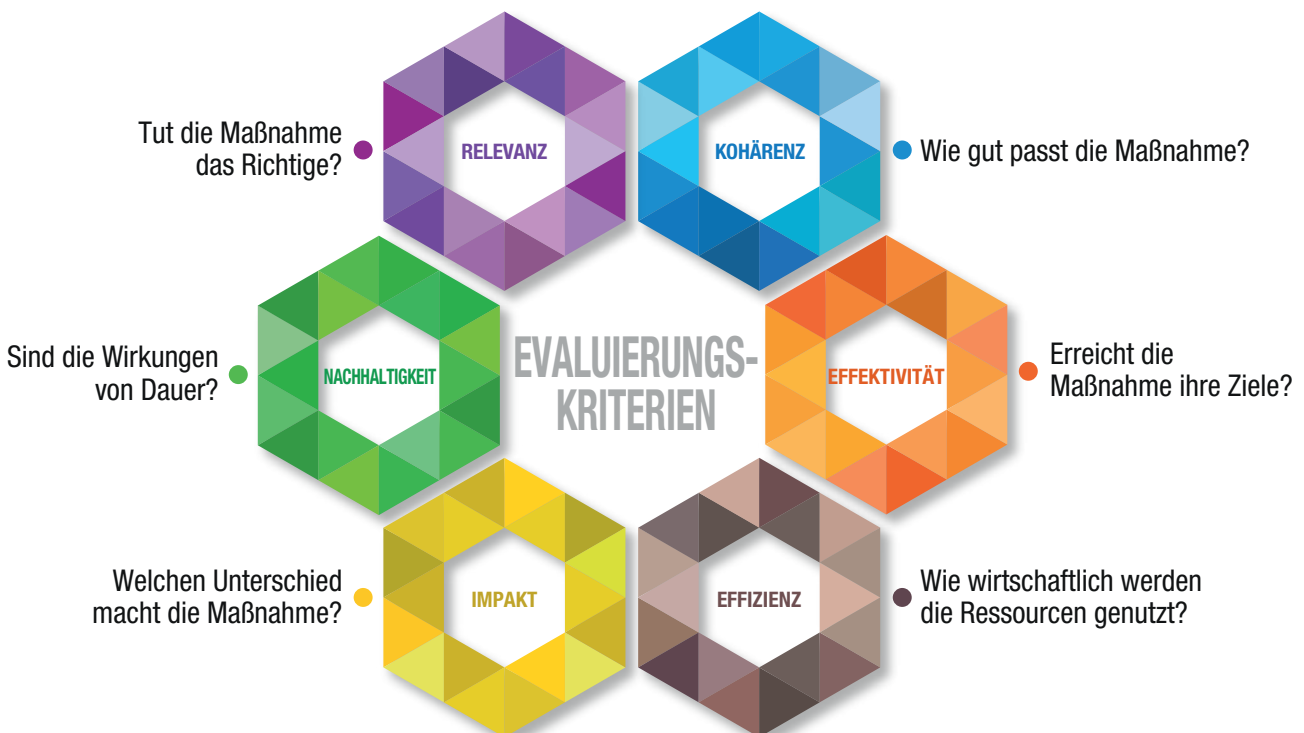 Tut die Maßnahme
das Richtige?
RELEVANZ
KOHÄRENZ
Wie gut passt die Maßnahme?
Sind die Wirkungen
von Dauer?
NACHHALTIGKEIT
EVALUIERUNGS-
KRITERIEN
EFFEKTIVITÄT
Erreicht die
Maßnahme ihre Ziele?
Welchen Unterschied
macht die Maßnahme?
IMPAKT
EFFIZIENZ
Wie wirtschaftlich werden
die Ressourcen genutzt?